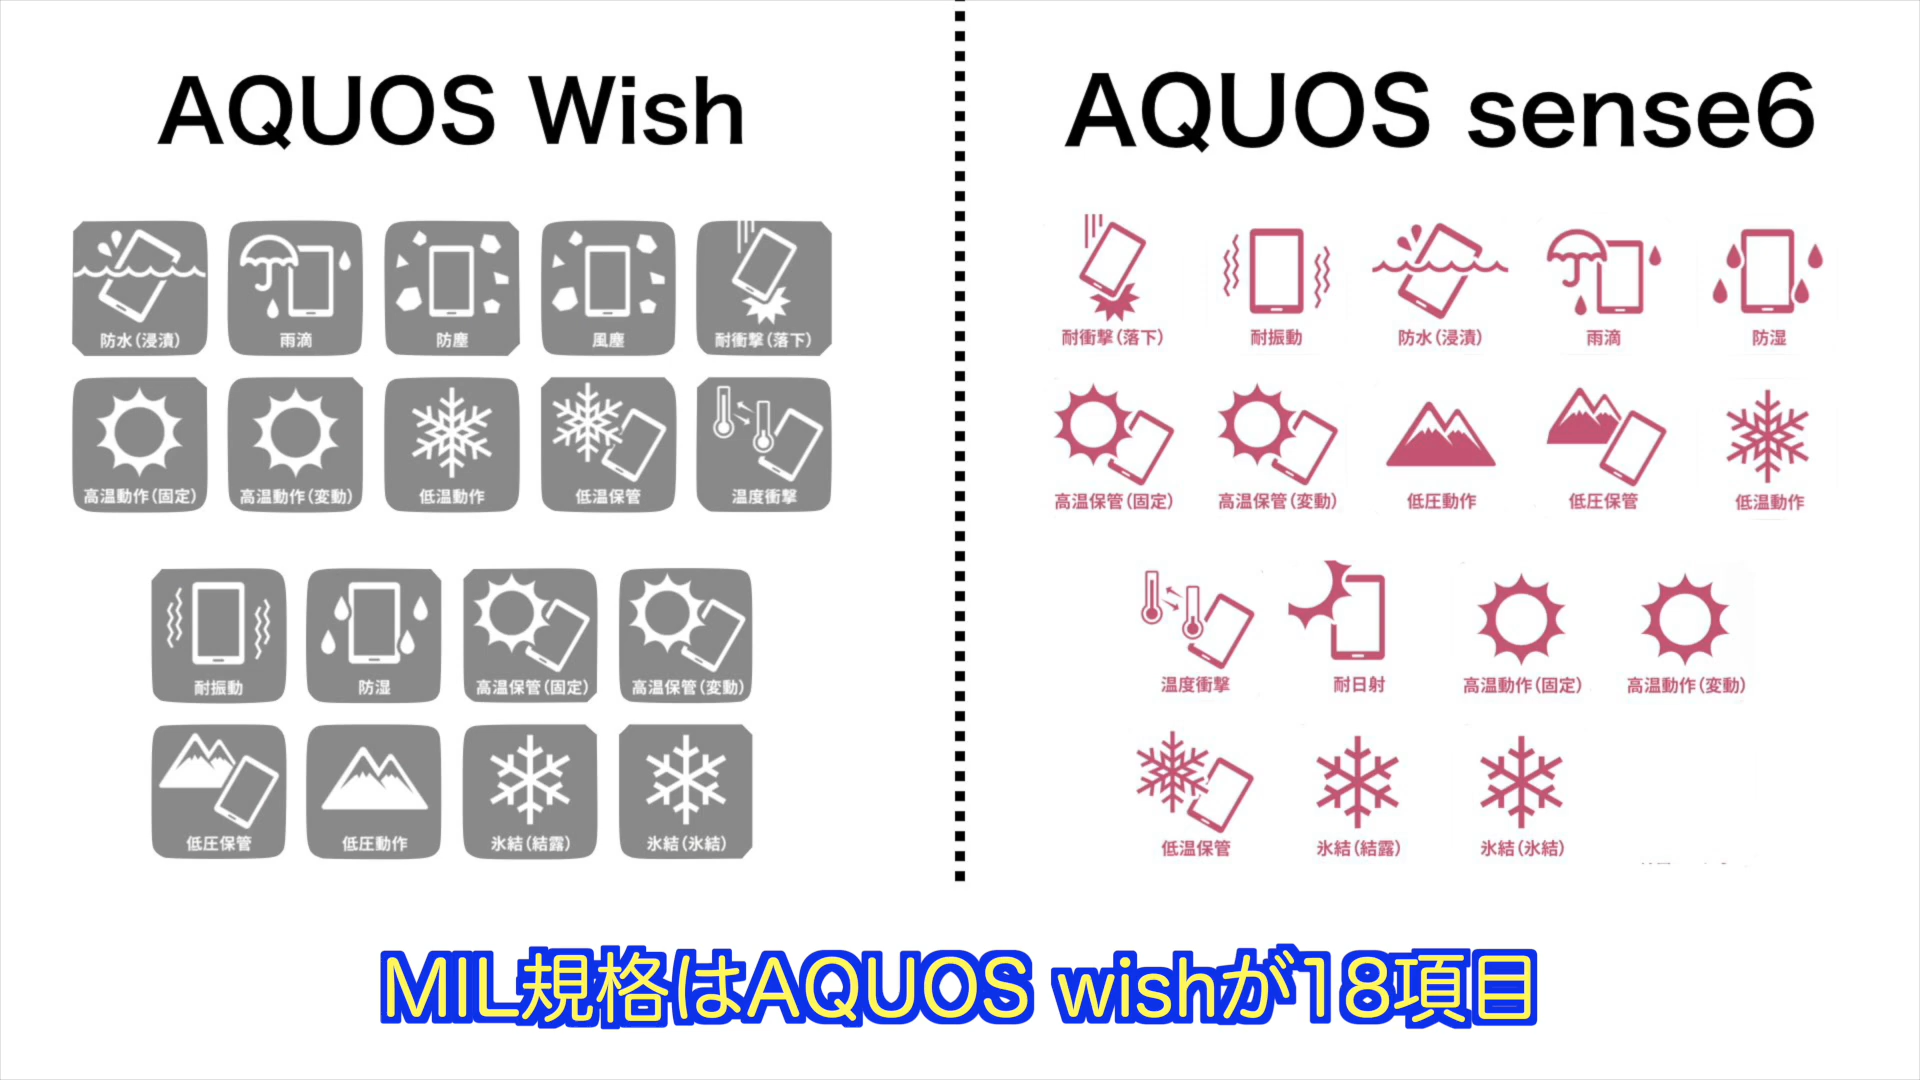 AQUOS Wish
防水(浸漬) 雨滴 防塵 風塵 耐衝撃(落下)
高温動作(固定) 高温動作(変動) 低温動作 低温保管 温度衝撃
耐振動 防湿 高温保管(固定) 高温保管(変動)
低圧保管 低圧動作 氷結(結露) 氷結(氷結)
AQUOS sense6
耐衝撃(落下) 耐振動 防水(浸漬) 雨滴 防湿
高温保管(固定) 高温保管(変動) 低圧動作 低圧保管 低温動作
温度衝撃 耐日射 高温動作(固定) 高温動作(変動)
低温保管 氷結(結露) 氷結(氷結)
MIL規格はAQUOS wishが18項目